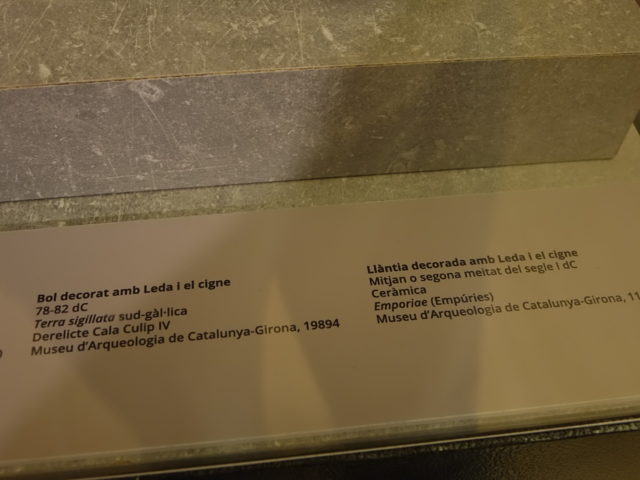 Bol decorat amb Leda i el cigne
78-82 dC
Terra sigillata sud-gàl·lica
Derelicte Cala Culip IV
Museu d'Arqueologia de Catalunya-Girona, 19894
Llàntia decorada amb Leda i el cigne
Mitjan o segona meitat del segle I dC
Ceràmica
Emporiae (Empúries)
Museu d'Arqueologia de Catalunya-Girona, 11